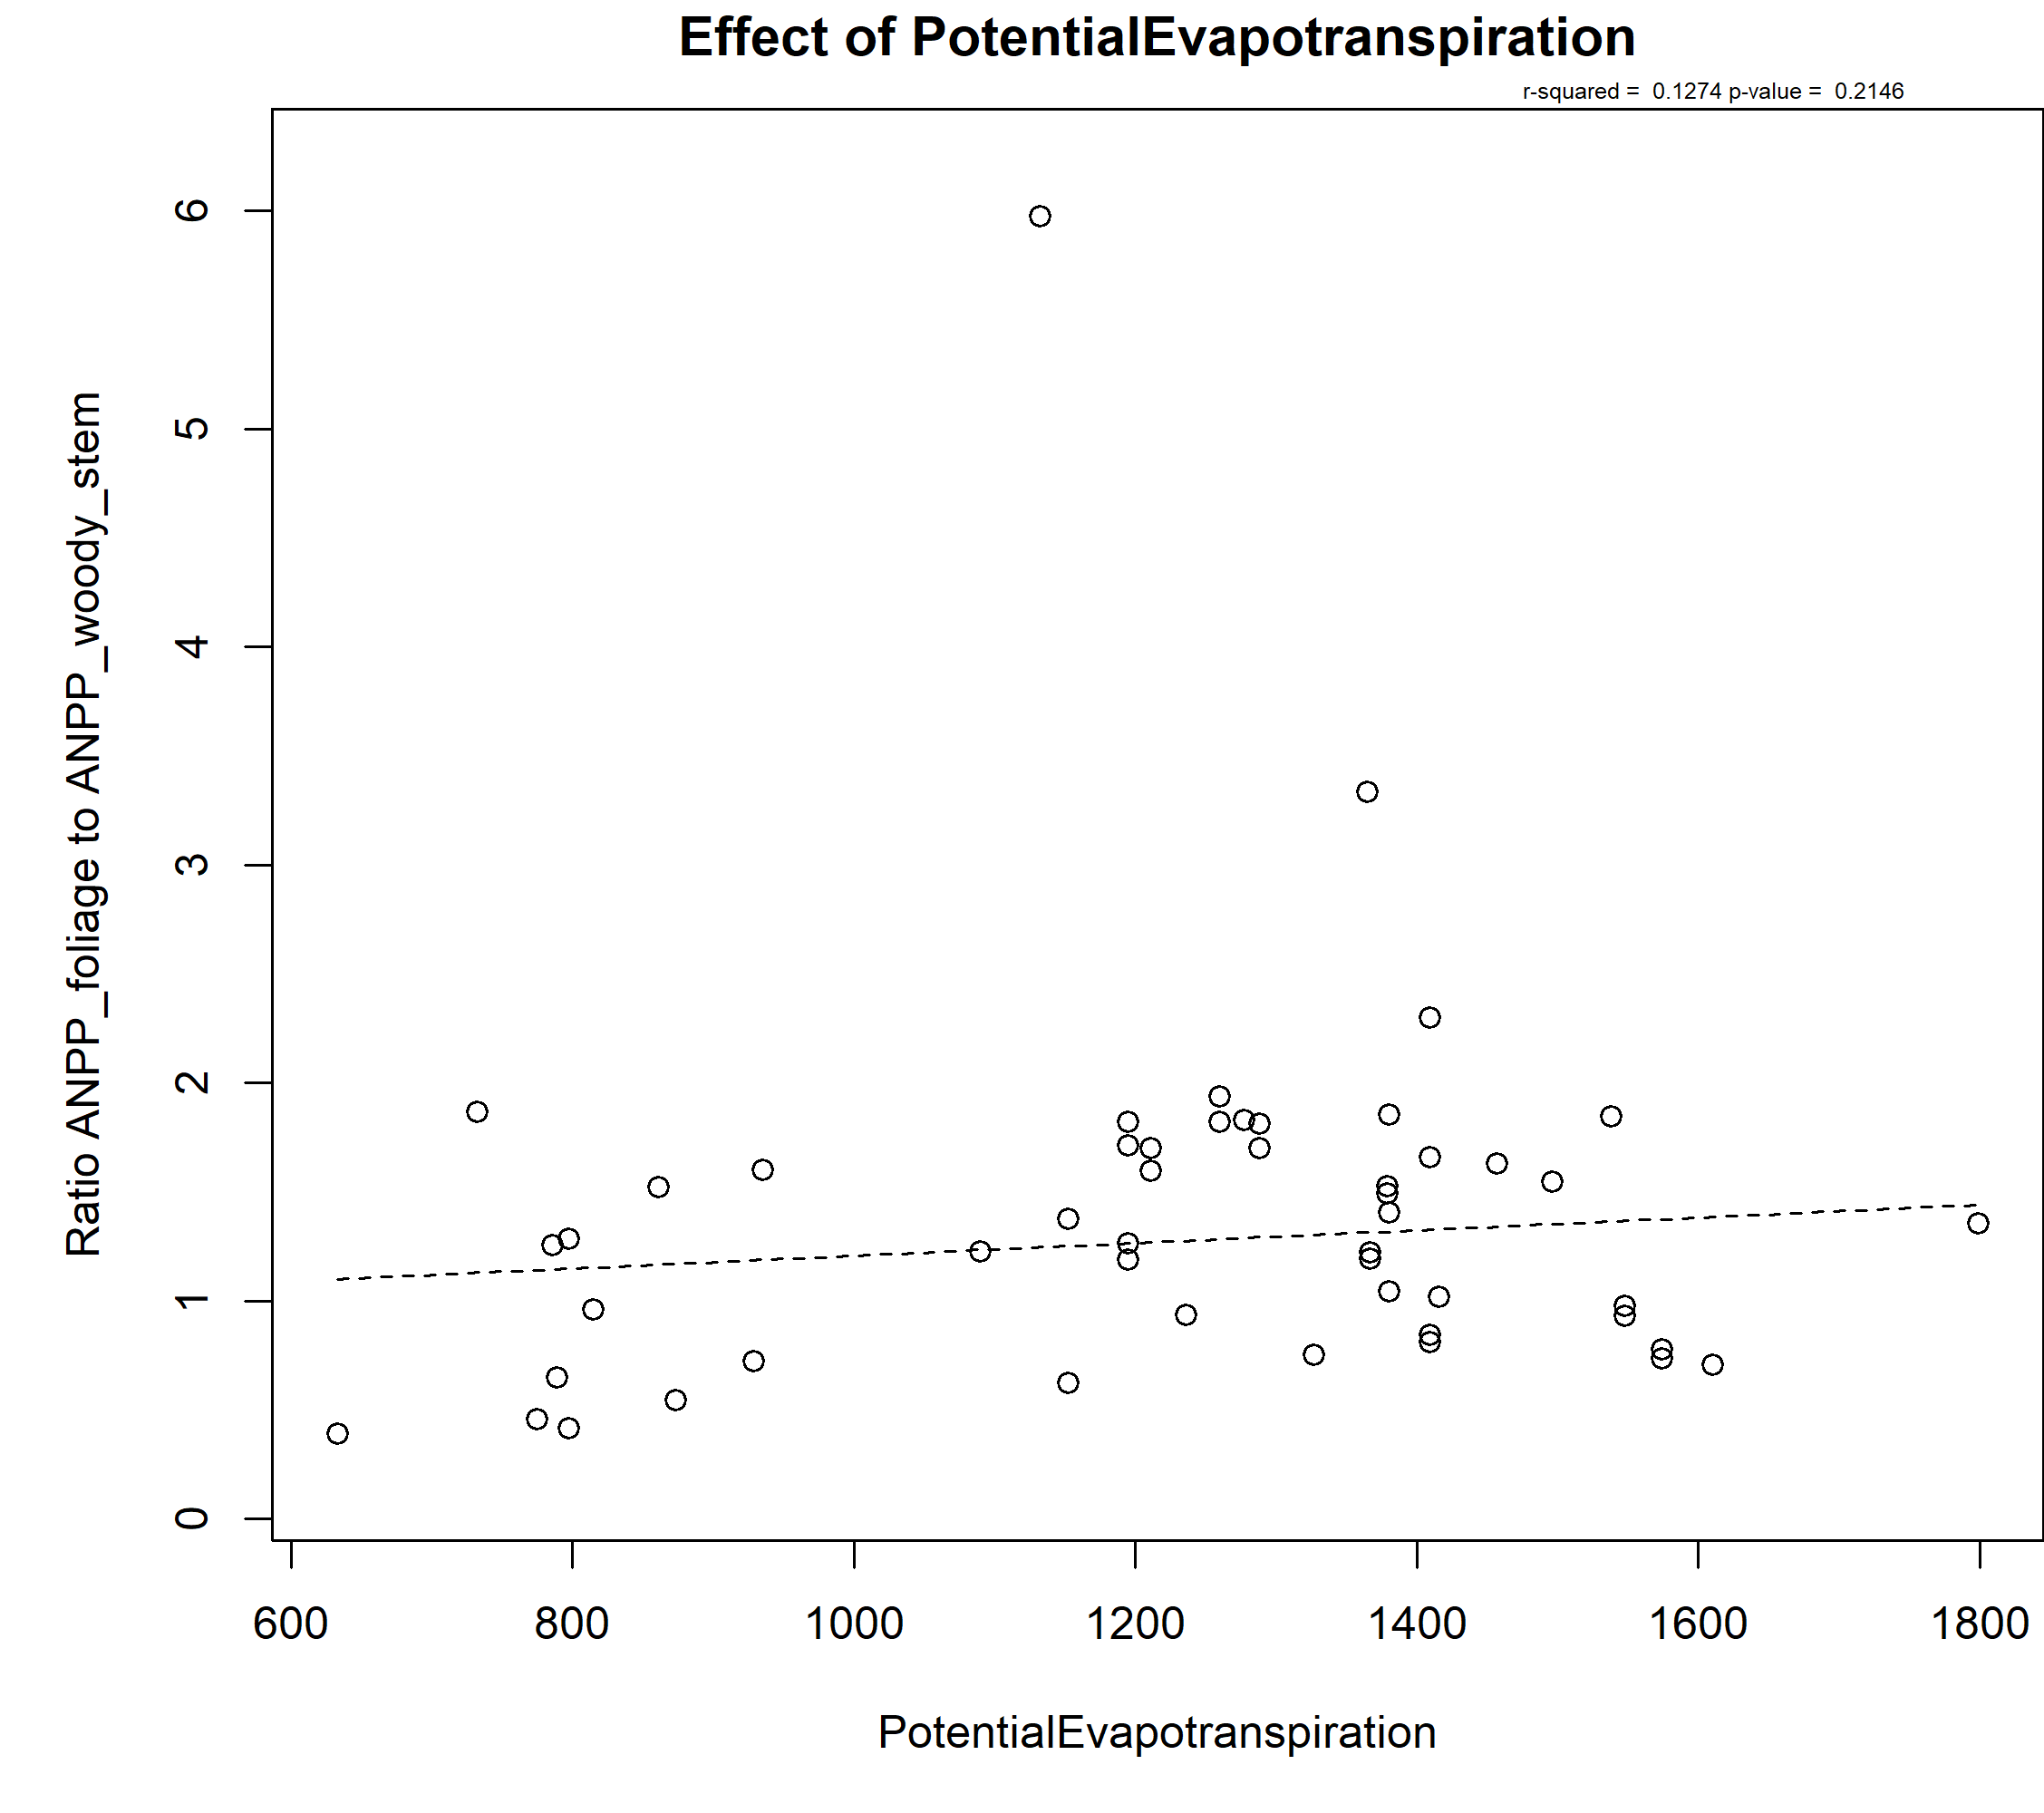 Effect of PotentialEvapotranspiration
r-squared =  0.1274 p-value =  0.2146
Ratio ANPP_foliage to ANPP_woody_stem
6
5
4
3
2
1
0
600 800 1000 1200 1400 1600 1800
PotentialEvapotranspiration